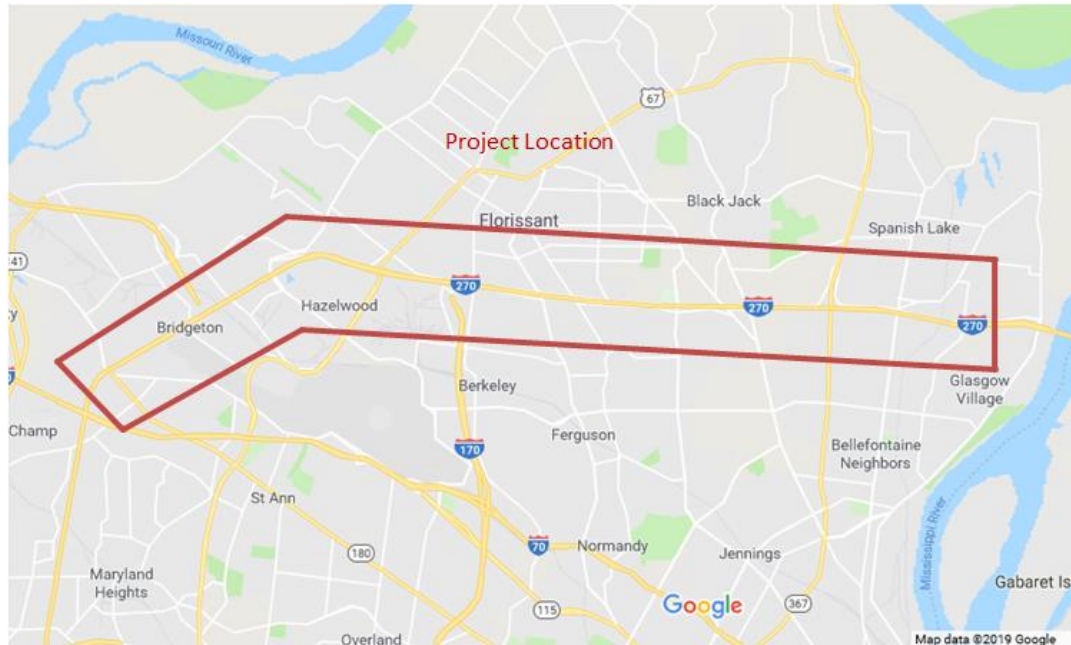 Missouri River
67
Project Location
Black Jack
Florissant
Spanish Lake
141
270
Hazelwood
270
Bridgeton
270
Berkeley
Glasgow
Village
Champ
Ferguson
170
Bellefontaine
Neighbors
St Ann
Mississippi River
180
70
Normandy
Jennings
Maryland
Heights
Gabaret Is
Google
367
115
Overland
Map data ©2019 Google